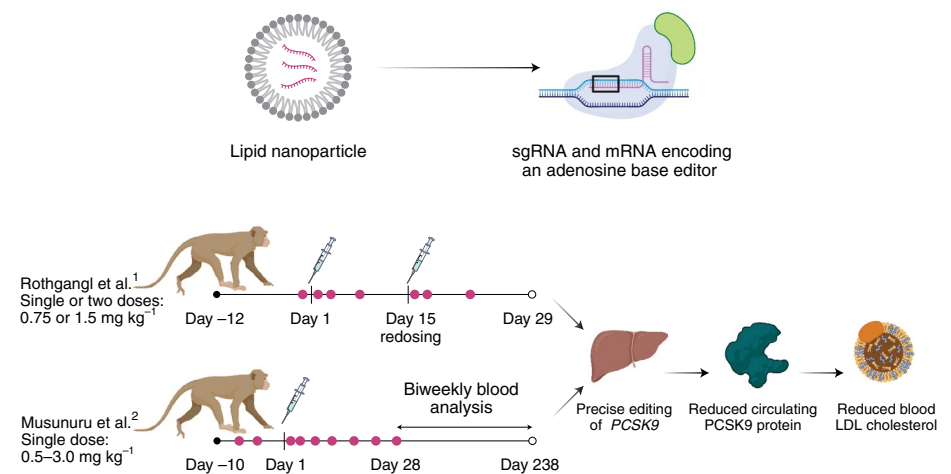 Lipid nanoparticle
sgRNA and mRNA encoding
an adenosine base editor
Rothgangl et al.¹
Single or two doses:
0.75 or 1.5 mg kg⁻¹
Day –12
Day 1
Day 15
redosing
Day 29
Musunuru et al.²
Single dose:
0.5–3.0 mg kg⁻¹
Day –10
Day 1
Day 28
Day 238
Biweekly blood
analysis
Precise editing
of PCSK9
Reduced circulating
PCSK9 protein
Reduced blood
LDL cholesterol